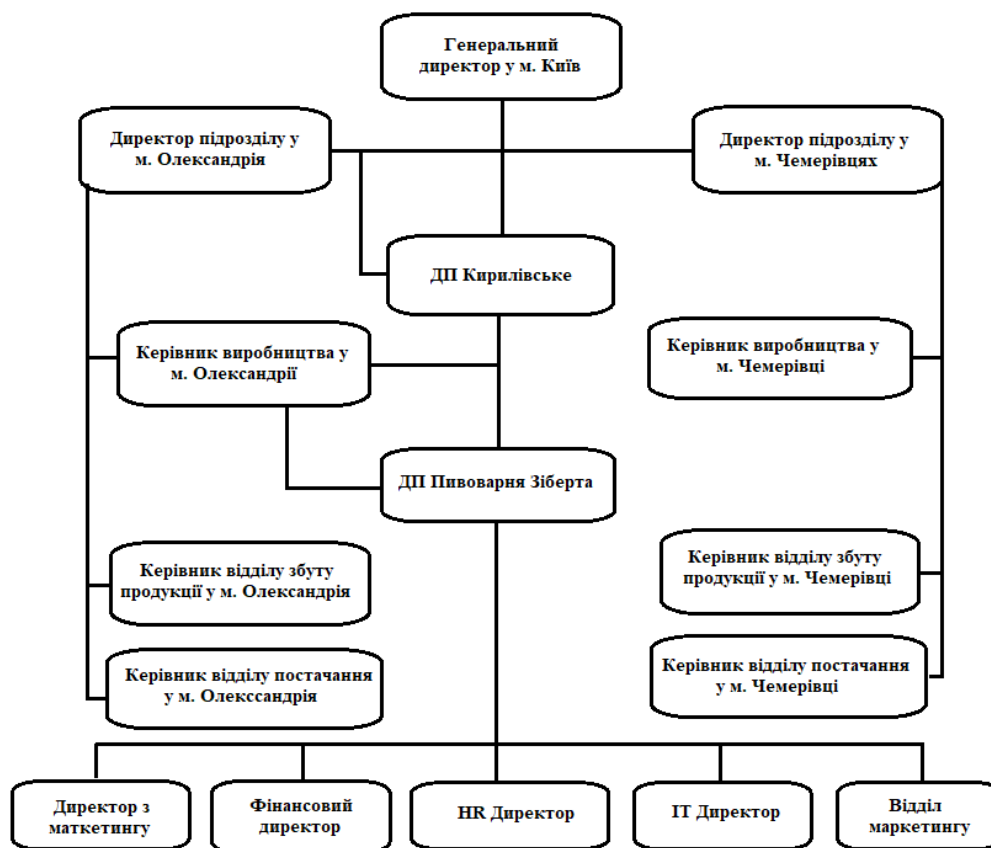 Генеральний
директор у м. Київ
Директор підрозділу у
м. Олександрія
Директор підрозділу у
м. Чемерівцях
ДП Кирилівське
Керівник виробництва у
м. Олександрії
Керівник виробництва у
м. Чемерівці
ДП Пивоварня Зіберта
Керівник відділу збуту
продукції у м. Олександрія
Керівник відділу збуту
продукції у м. Чемерівці
Керівник відділу постачання
у м. Олекссандрія
Керівник відділу постачання
у м. Чемерівці
Директор з
маткетингу
Фінансовий
директор
HR Директор
IT Директор
Відділ
маркетингу